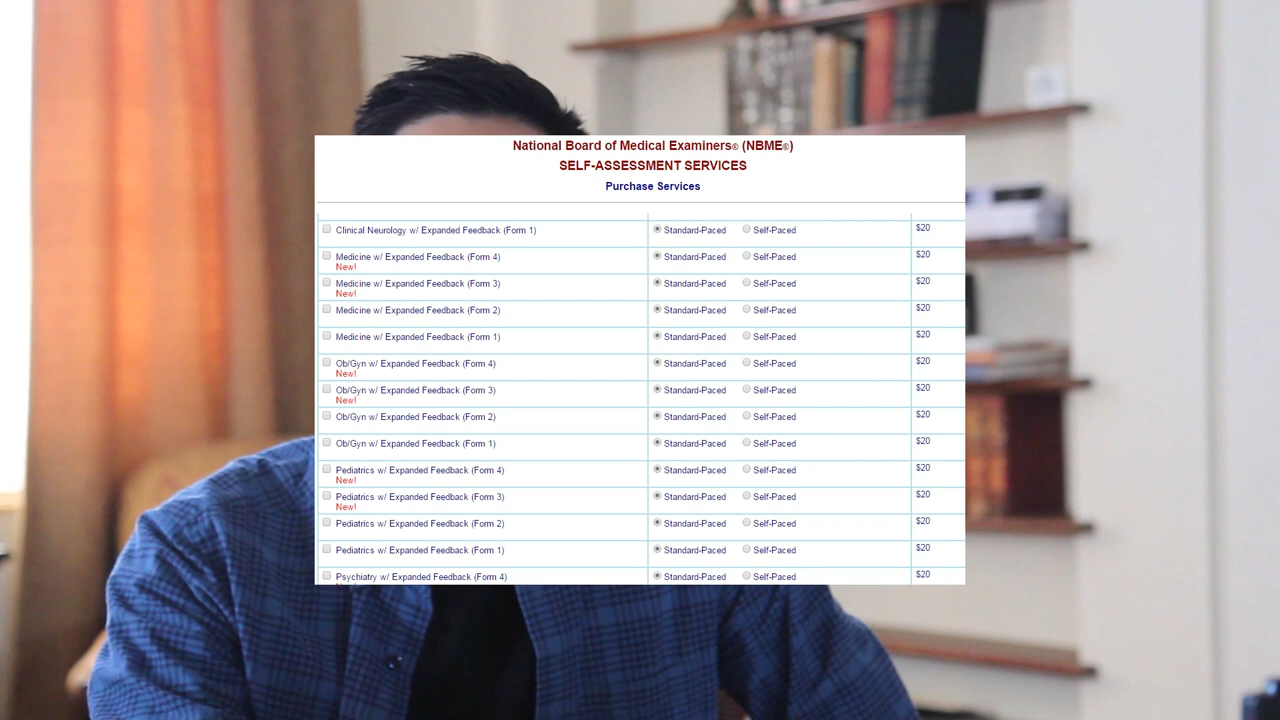 National Board of Medical Examiners® (NBME®)
SELF-ASSESSMENT SERVICES
Purchase Services
Clinical Neurology w/ Expanded Feedback (Form 1) Standard-Paced Self-Paced $20
Medicine w/ Expanded Feedback (Form 4) Standard-Paced Self-Paced $20
New!
Medicine w/ Expanded Feedback (Form 3) Standard-Paced Self-Paced $20
New!
Medicine w/ Expanded Feedback (Form 2) Standard-Paced Self-Paced $20
Medicine w/ Expanded Feedback (Form 1) Standard-Paced Self-Paced $20
Ob/Gyn w/ Expanded Feedback (Form 4) Standard-Paced Self-Paced $20
New!
Ob/Gyn w/ Expanded Feedback (Form 3) Standard-Paced Self-Paced $20
New!
Ob/Gyn w/ Expanded Feedback (Form 2) Standard-Paced Self-Paced $20
Ob/Gyn w/ Expanded Feedback (Form 1) Standard-Paced Self-Paced $20
Pediatrics w/ Expanded Feedback (Form 4) Standard-Paced Self-Paced $20
New!
Pediatrics w/ Expanded Feedback (Form 3) Standard-Paced Self-Paced $20
New!
Pediatrics w/ Expanded Feedback (Form 2) Standard-Paced Self-Paced $20
Pediatrics w/ Expanded Feedback (Form 1) Standard-Paced Self-Paced $20
Psychiatry w/ Expanded Feedback (Form 4) Standard-Paced Self-Paced $20